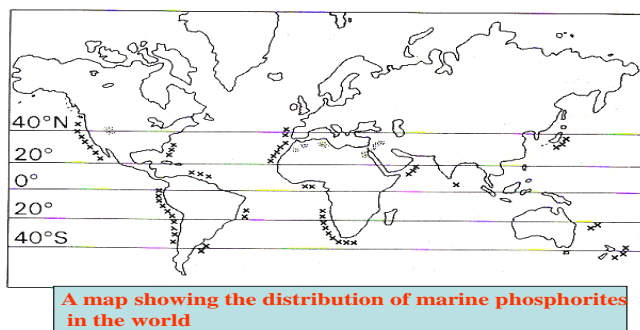 40°N
20°
0°
20°
40°S
A map showing the distribution of marine phosphorites
in the world